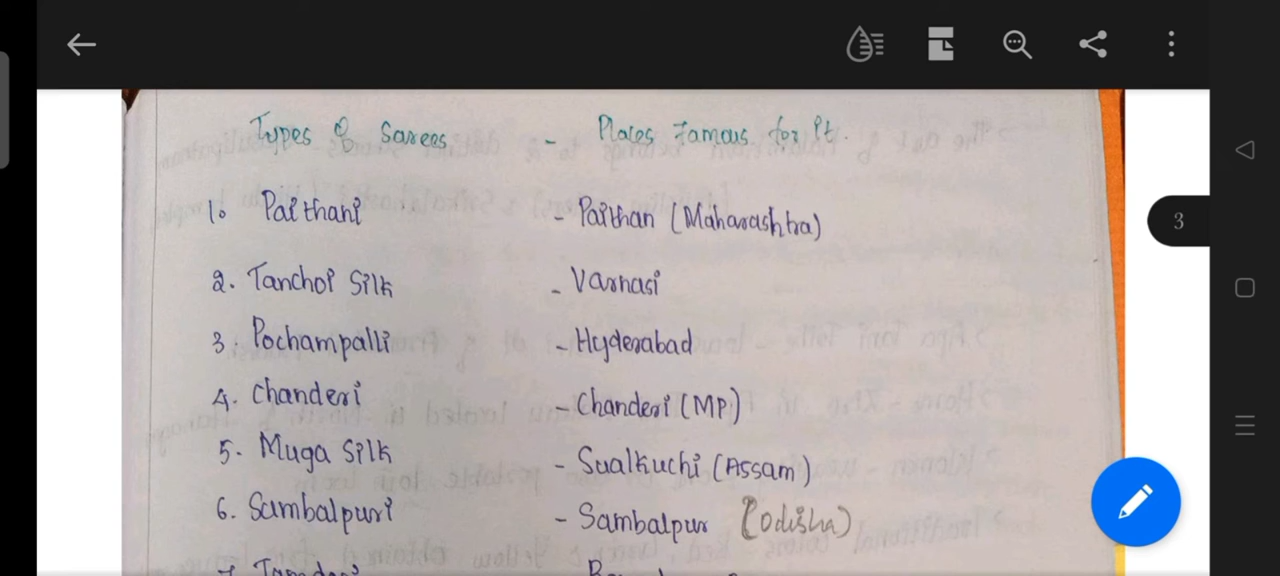 Types of Sarees - Places Famous for it.
1. Paithani - Paithan (Maharashtra)
2. Tanchoi Silk - Varnasi
3. Pochampalli - Hyderabad
4. Chanderi - Chanderi (MP)
5. Muga Silk - Sualkuchi (Assam)
6. Sambalpuri - Sambalpur (Odisha)
3